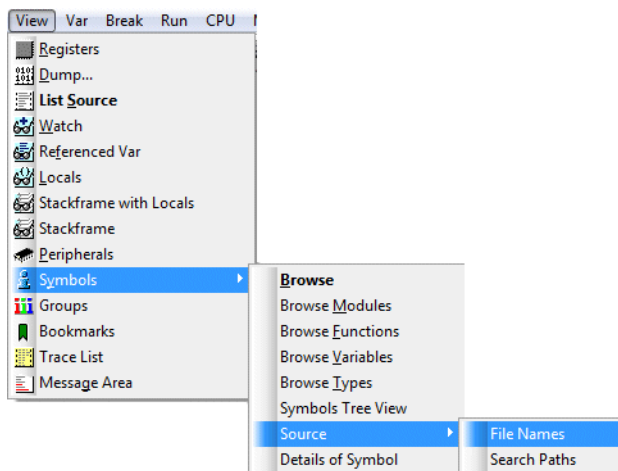 View Var Break Run CPU
Registers
Dump...
List Source
Watch
Referenced Var
Locals
Stackframe with Locals
Stackframe
Peripherals
Symbols
Groups
Bookmarks
Trace List
Message Area
Browse
Browse Modules
Browse Functions
Browse Variables
Browse Types
Symbols Tree View
Source
Details of Symbol
File Names
Search Paths